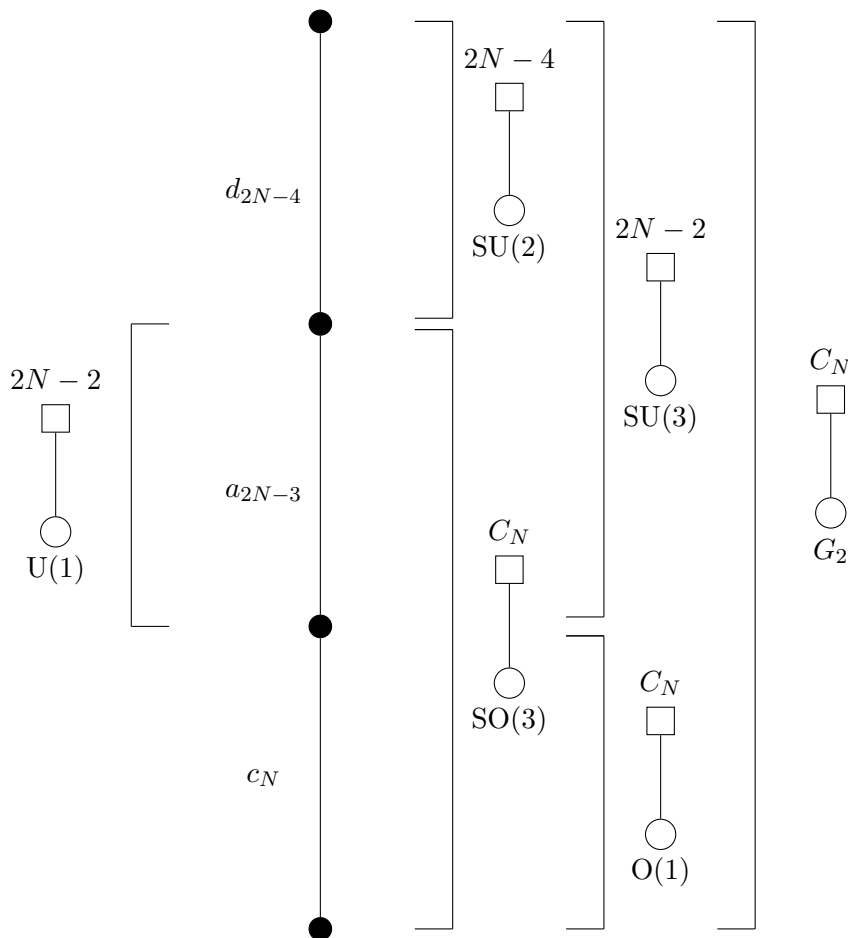 2N − 4
d_{2N−4}
SU(2)
2N − 2
2N − 2
C_N
SU(3)
a_{2N−3}
C_N
U(1)
G_2
SO(3)
C_N
c_N
O(1)